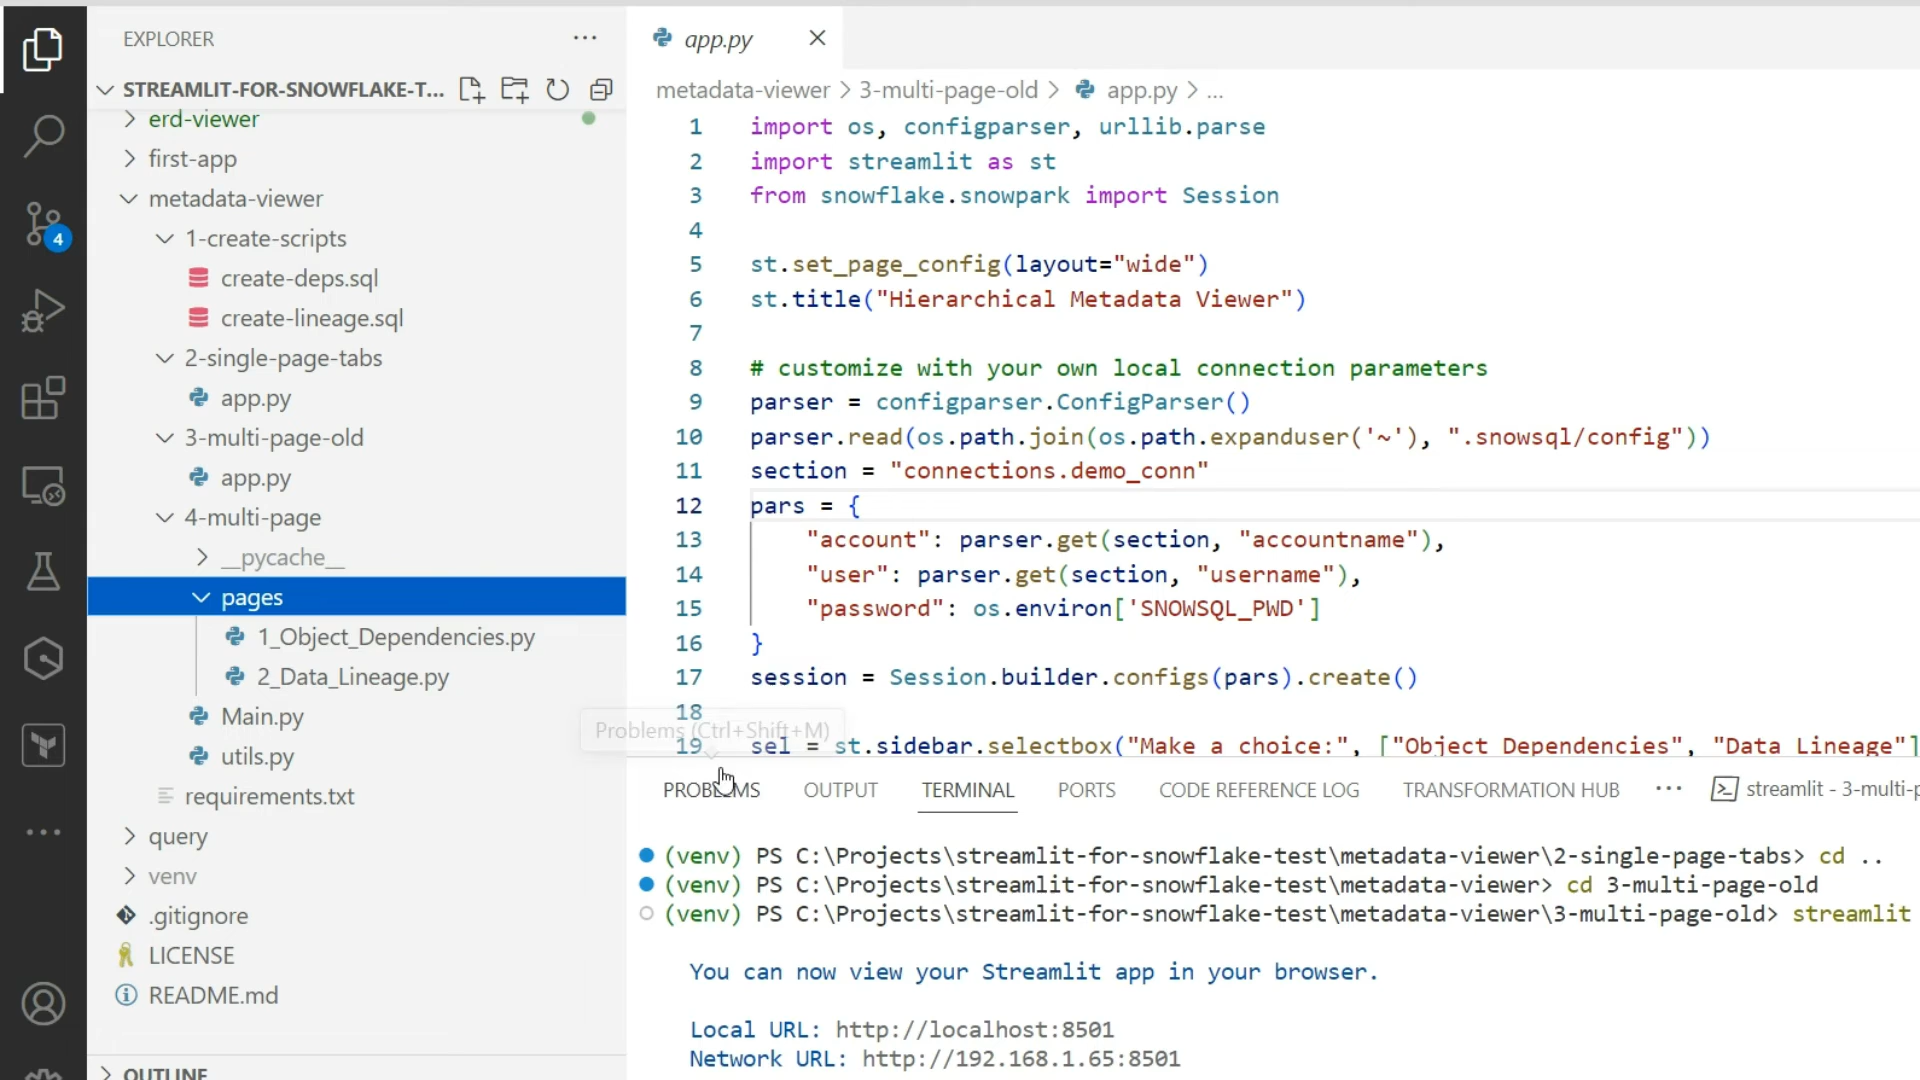 EXPLORER
STREAMLIT-FOR-SNOWFLAKE-T...
erd-viewer
first-app
metadata-viewer
1-create-scripts
create-deps.sql
create-lineage.sql
2-single-page-tabs
app.py
3-multi-page-old
app.py
4-multi-page
__pycache__
pages
1_Object_Dependencies.py
2_Data_Lineage.py
Main.py
utils.py
requirements.txt
query
venv
.gitignore
LICENSE
README.md
OUTLINE
4
app.py
metadata-viewer > 3-multi-page-old > app.py > ...
1 import os, configparser, urllib.parse
2 import streamlit as st
3 from snowflake.snowpark import Session
4
5 st.set_page_config(layout="wide")
6 st.title("Hierarchical Metadata Viewer")
7
8 # customize with your own local connection parameters
9 parser = configparser.ConfigParser()
10 parser.read(os.path.join(os.path.expanduser('~'), ".snowsql/config"))
11 section = "connections.demo_conn"
12 pars = {
13 "account": parser.get(section, "accountname"),
14 "user": parser.get(section, "username"),
15 "password": os.environ['SNOWSQL_PWD']
16 }
17 session = Session.builder.configs(pars).create()
18
Problems (Ctrl+Shift+M)
19 sel = st.sidebar.selectbox("Make a choice:", ["Object Dependencies", "Data Lineage"]
PROBLEMS OUTPUT TERMINAL PORTS CODE REFERENCE LOG TRANSFORMATION HUB ... streamlit - 3-multi-p
(venv) PS C:\Projects\streamlit-for-snowflake-test\metadata-viewer\2-single-page-tabs> cd ..
(venv) PS C:\Projects\streamlit-for-snowflake-test\metadata-viewer> cd 3-multi-page-old
(venv) PS C:\Projects\streamlit-for-snowflake-test\metadata-viewer\3-multi-page-old> streamlit
You can now view your Streamlit app in your browser.
Local URL: http://localhost:8501
Network URL: http://192.168.1.65:8501